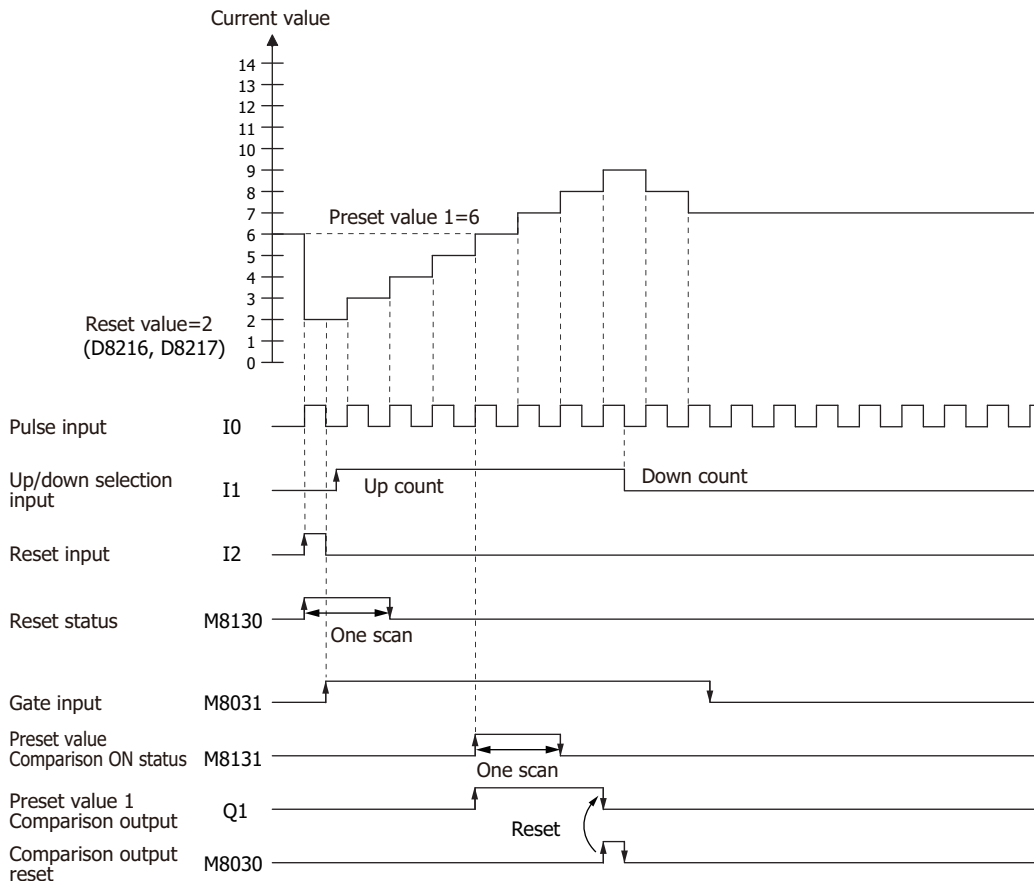 Current value
14
13
12
11
10
9
8
7
Preset value 1=6
6
5
4
3
Reset value=2
2
(D8216, D8217)
1
0
Pulse input I0
Up/down selection
input I1 Up count Down count
Reset input I2
Reset status M8130
One scan
Gate input M8031
Preset value
Comparison ON status M8131
One scan
Preset value 1
Comparison output Q1
Reset
Comparison output
reset M8030